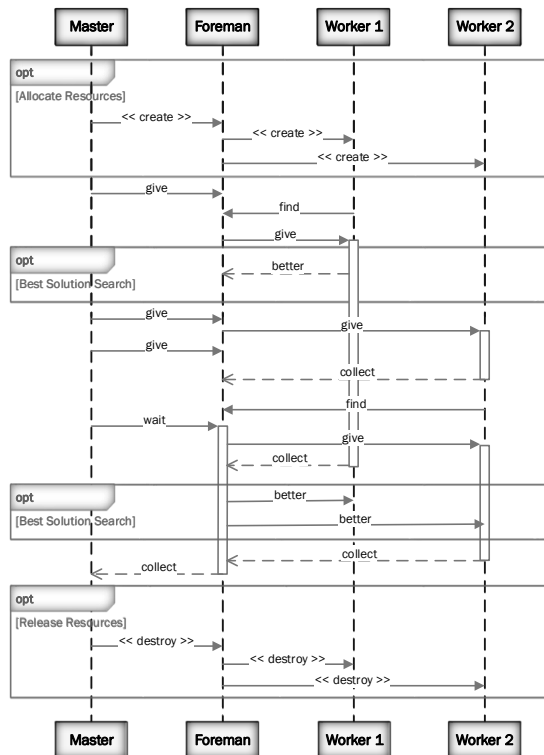 Master Foreman Worker 1 Worker 2
opt
[Allocate Resources]
<< create >>
<< create >>
<< create >>
give
find
give
opt
better
[Best Solution Search]
give
give
give
collect
find
wait
give
collect
opt
better
[Best Solution Search]
better
collect
collect
opt
[Release Resources]
<< destroy >>
<< destroy >>
<< destroy >>
Master Foreman Worker 1 Worker 2